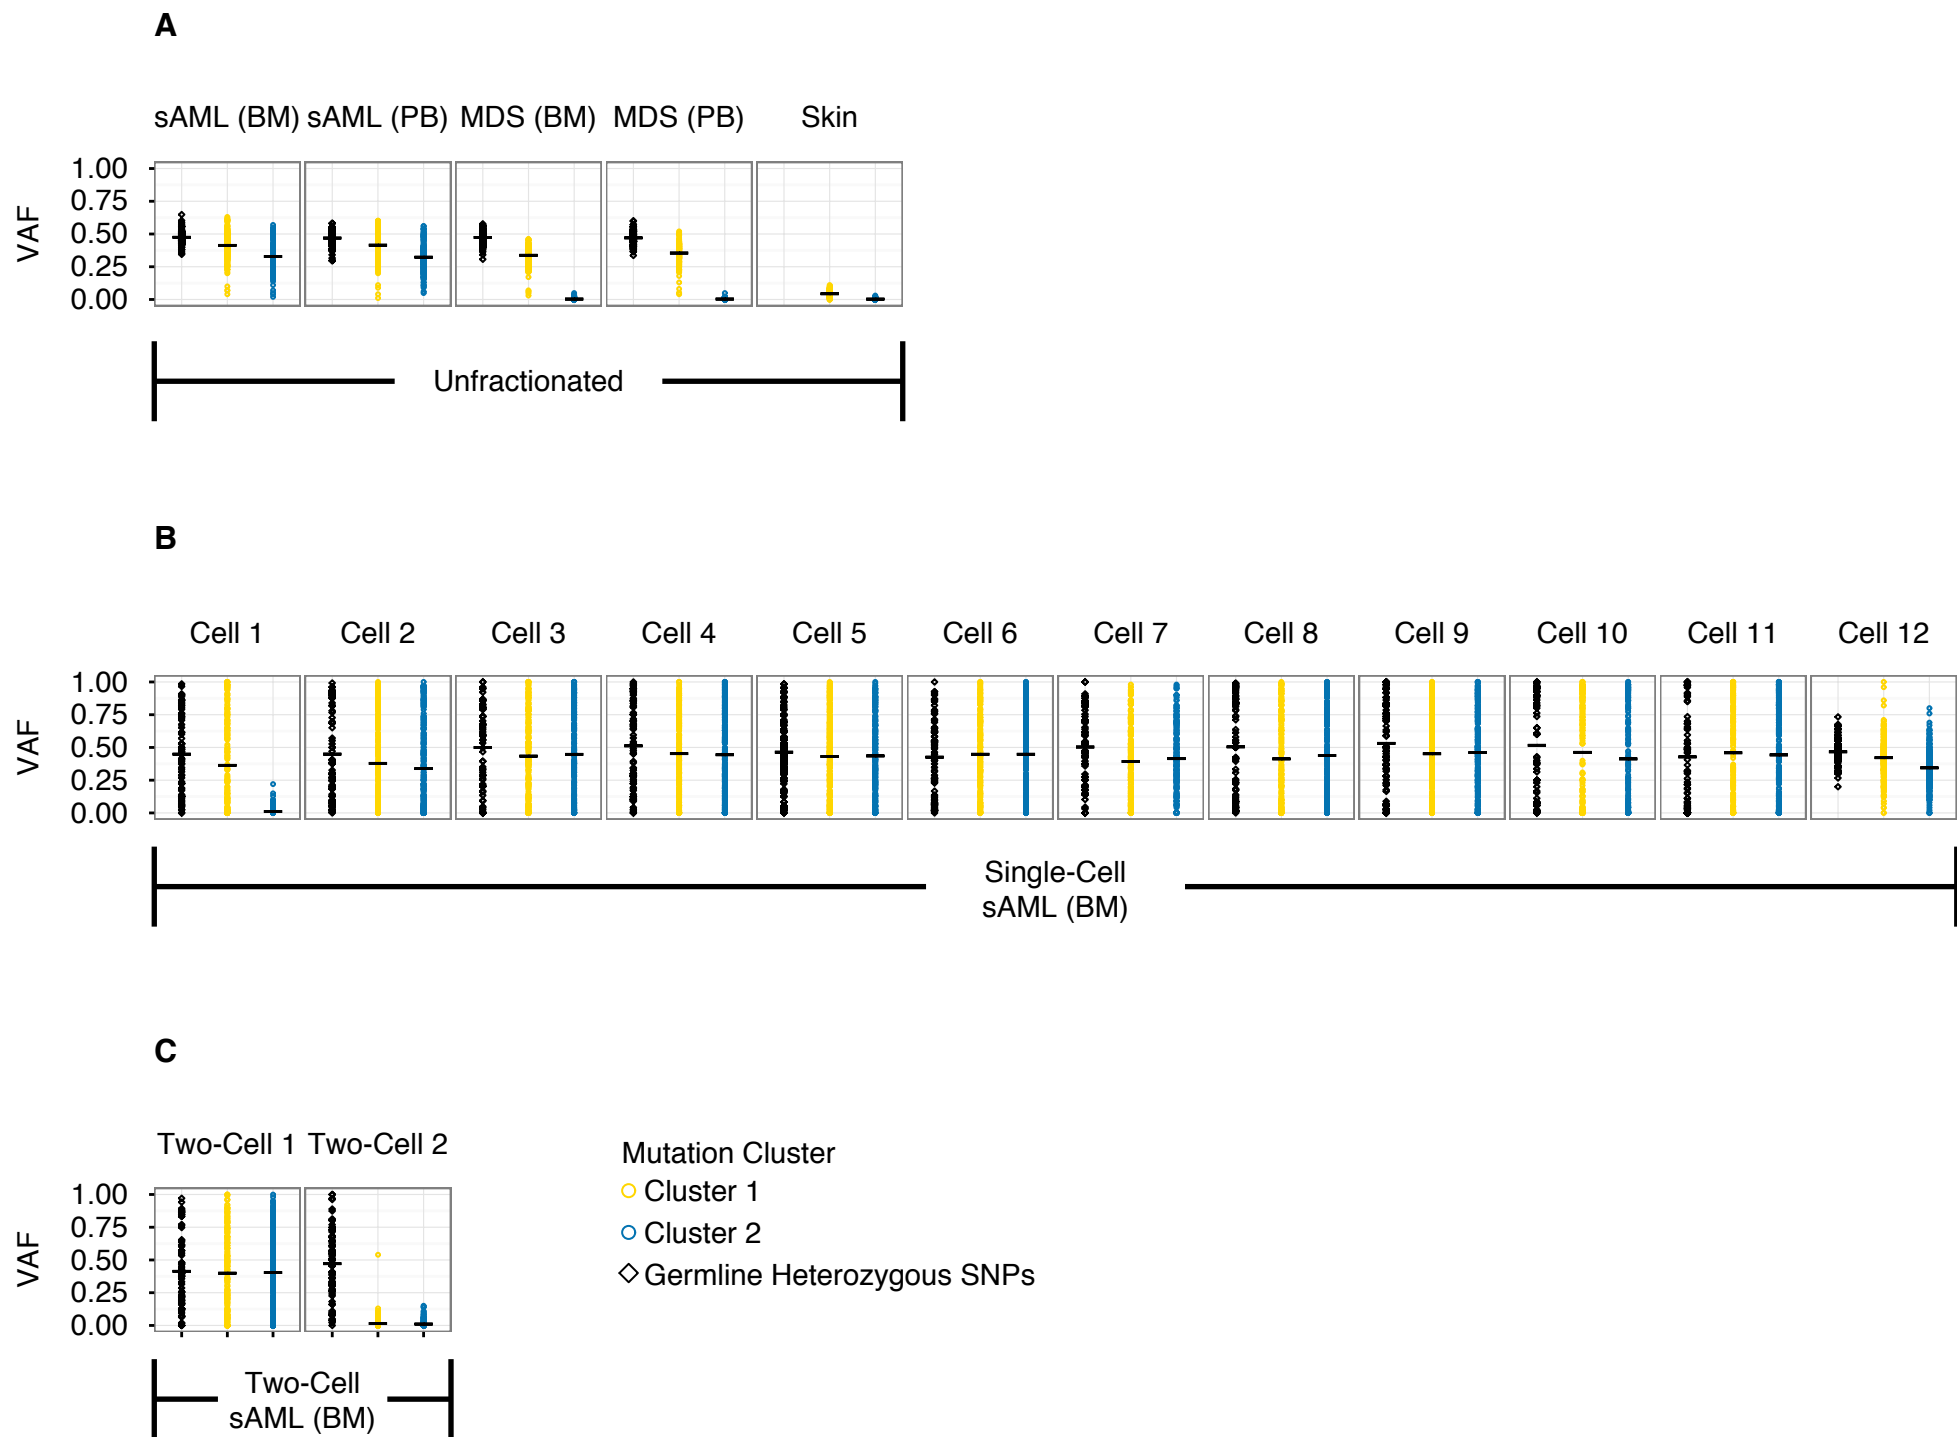 A
sAML (BM) sAML (PB) MDS (BM) MDS (PB) Skin
1.00
0.75
0.50
0.25
0.00
VAF
Unfractionated
B
Cell 1 Cell 2 Cell 3 Cell 4 Cell 5 Cell 6 Cell 7 Cell 8 Cell 9 Cell 10 Cell 11 Cell 12
1.00
0.75
0.50
0.25
0.00
VAF
Single-Cell
sAML (BM)
C
Two-Cell 1 Two-Cell 2
1.00
0.75
0.50
0.25
0.00
VAF
Two-Cell
sAML (BM)
Mutation Cluster
Cluster 1
Cluster 2
Germline Heterozygous SNPs